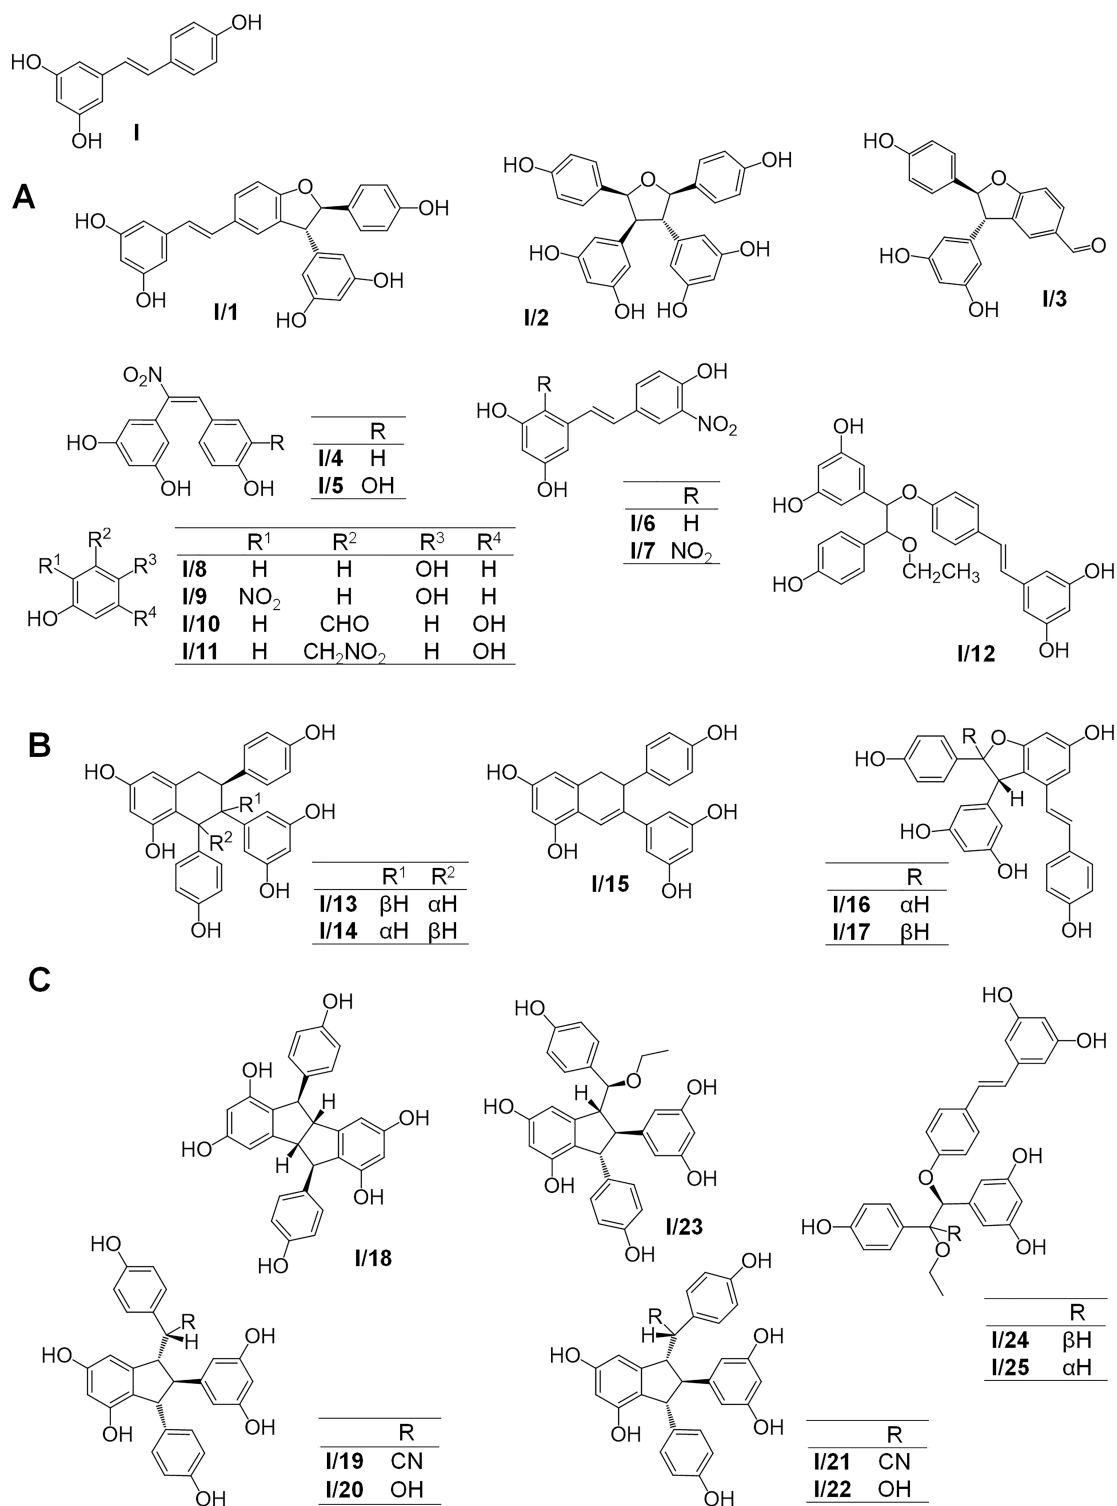 OH
HO
OH
I
A
HO
OH
O
OH
OH
HO
I/1
HO
O
OH
HO
OH
OH
HO
I/2
HO
O
HO
OH
O
I/3
O₂N
HO
OH
OH
R
R
I/4 H
I/5 OH
R
OH
HO
NO₂
OH
R
I/6 H
I/7 NO₂
OH
HO
O
HO
O
CH₂CH₃
OH
OH
I/12
R²
R¹
R³
HO
R⁴
R¹ R² R³ R⁴
I/8 H H OH H
I/9 NO₂ H OH H
I/10 H CHO H OH
I/11 H CH₂NO₂ H OH
B
OH
HO
R¹
OH
R²
OH
OH
OH
R¹ R²
I/13 βH αH
I/14 αH βH
OH
HO
OH
OH
OH
I/15
R
O
OH
HO
H
HO
OH
OH
R
I/16 αH
I/17 βH
C
OH
OH
H
OH
HO
H
OH
HO
I/18
HO
O
H
OH
HO
OH
OH
OH
I/23
HO
OH
O
OH
HO
R
O
OH
R
I/24 βH
I/25 αH
HO
R
H
OH
HO
OH
OH
OH
R
I/19 CN
I/20 OH
OH
R
H
OH
HO
OH
OH
OH
R
I/21 CN
I/22 OH